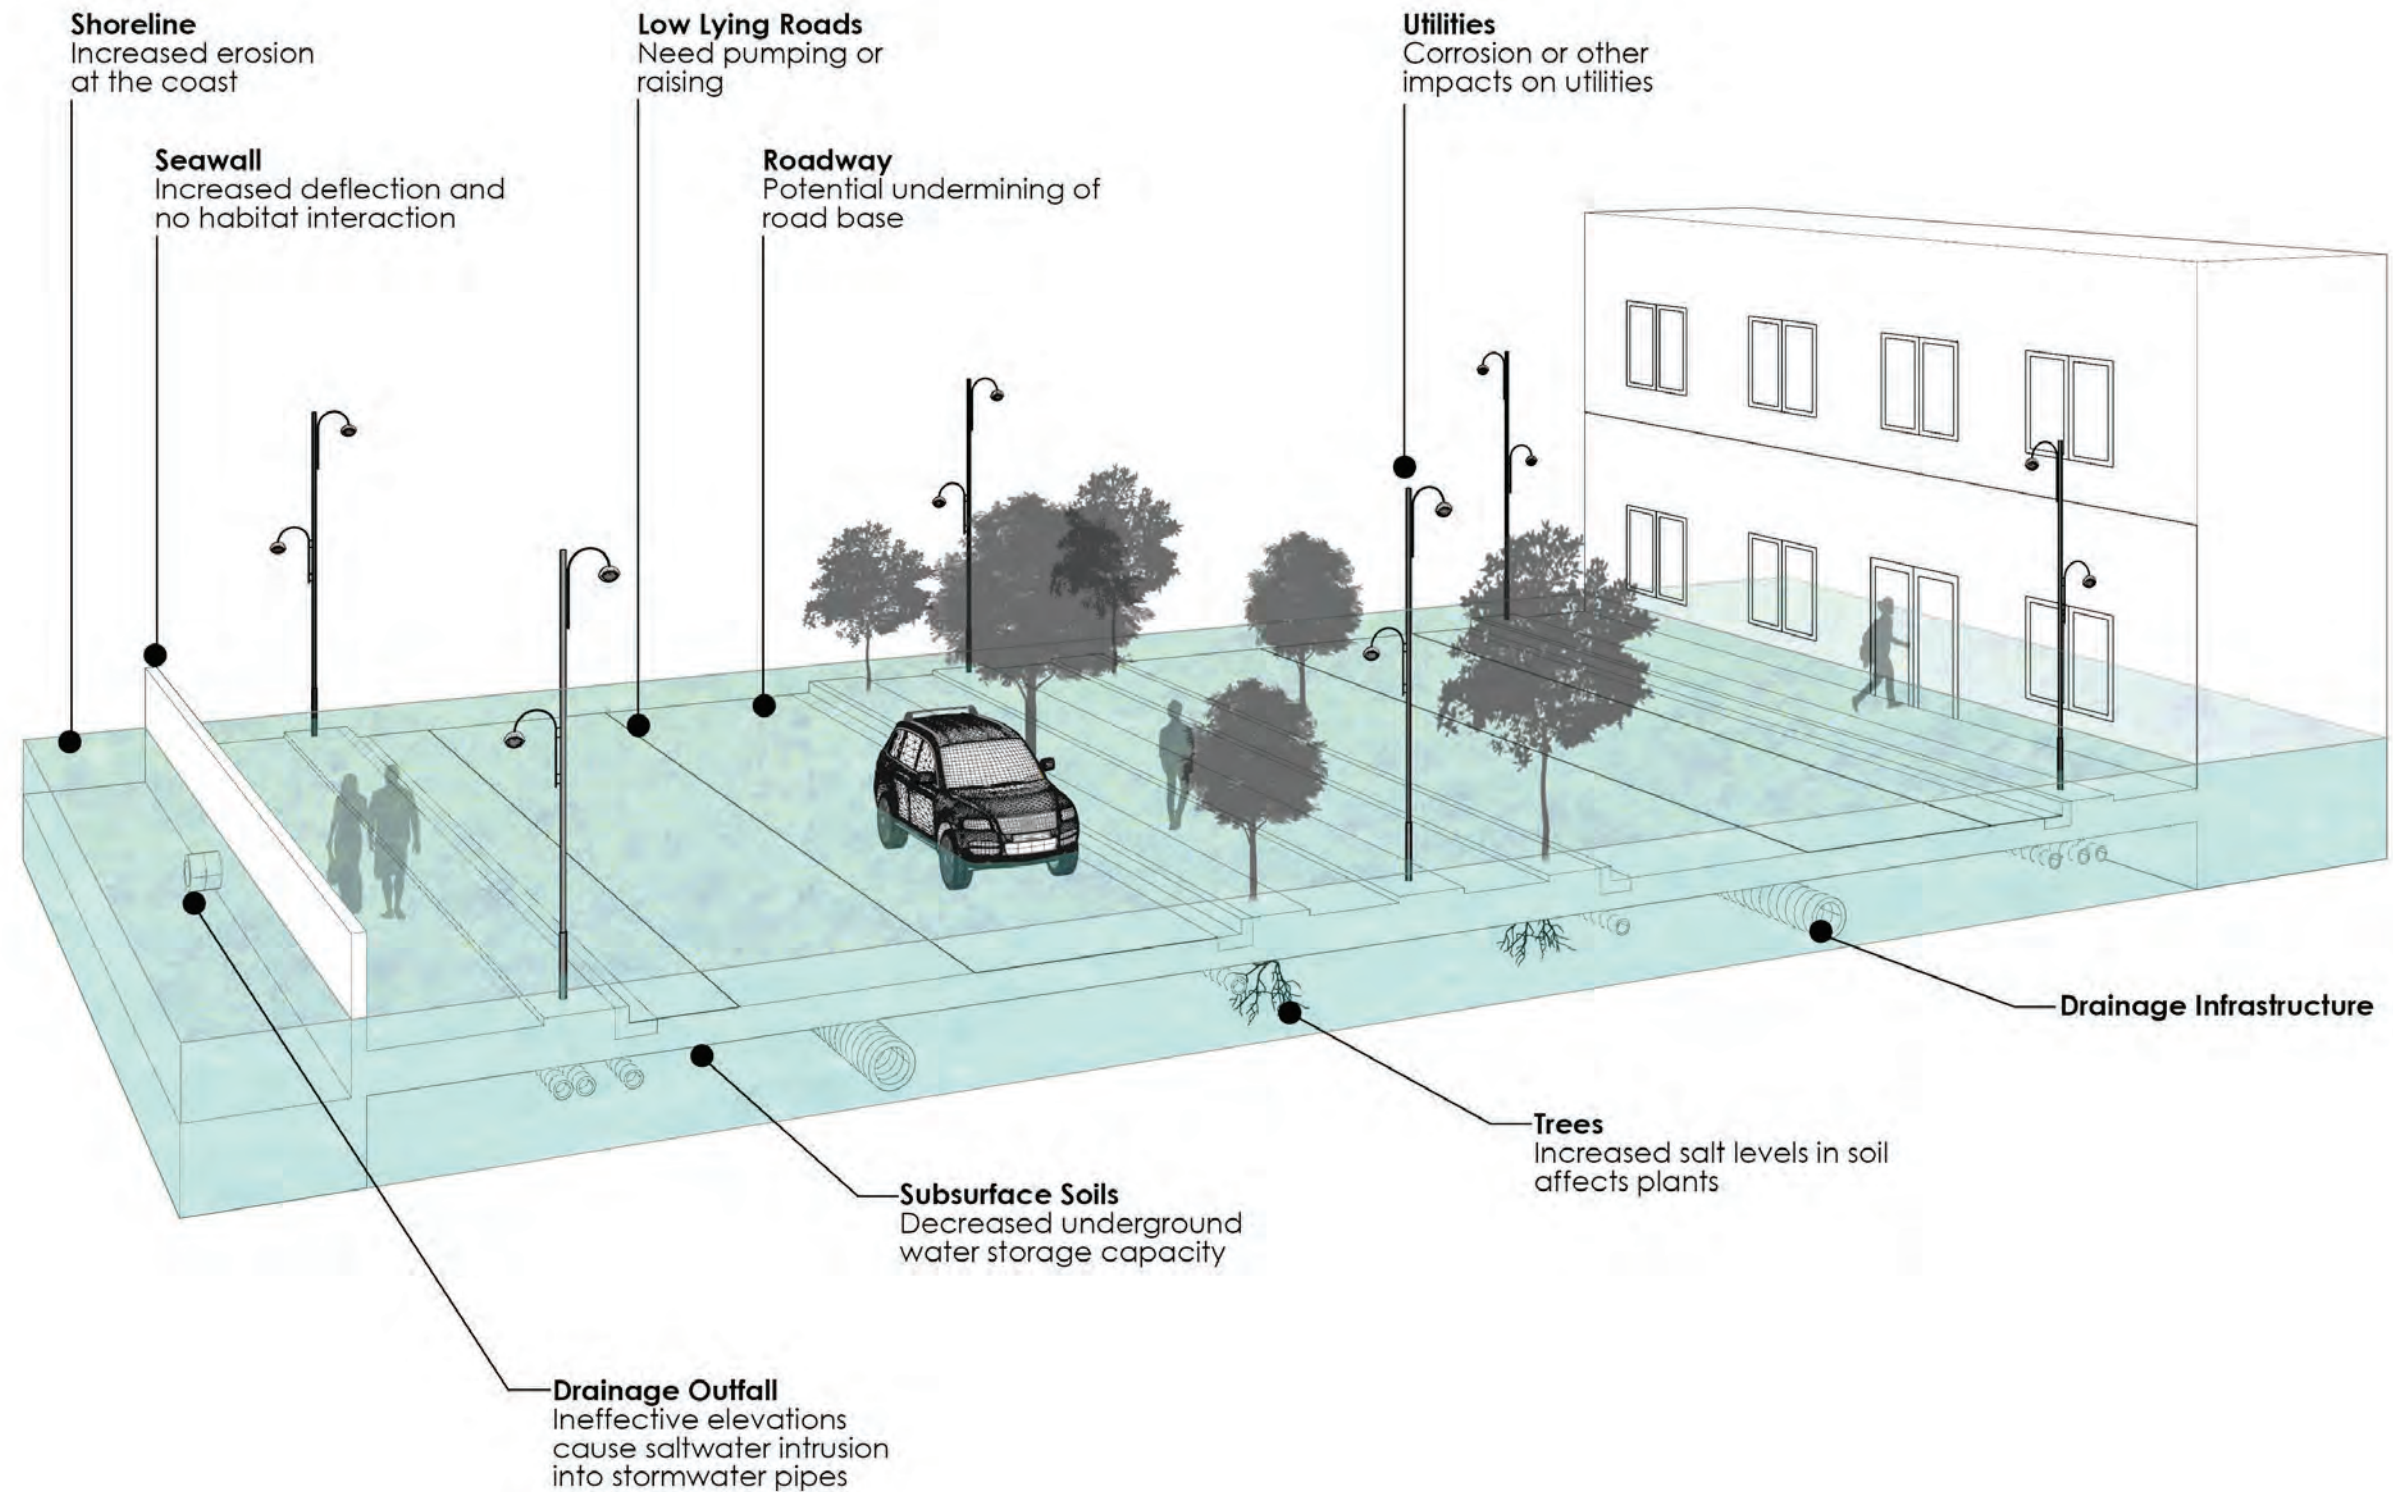 Shoreline
Increased erosion
at the coast
Low Lying Roads
Need pumping or
raising
Utilities
Corrosion or other
impacts on utilities
Seawall
Increased deflection and
no habitat interaction
Roadway
Potential undermining of
road base
Drainage Infrastructure
Trees
Increased salt levels in soil
affects plants
Subsurface Soils
Decreased underground
water storage capacity
Drainage Outfall
Ineffective elevations
cause saltwater intrusion
into stormwater pipes